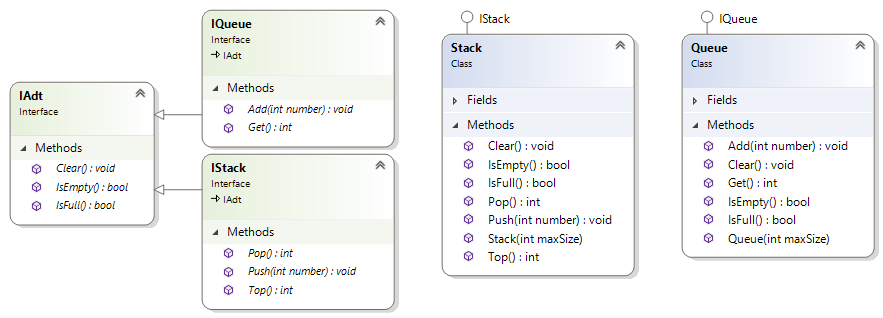 IAdt
Interface
Methods
Clear() : void
IsEmpty() : bool
IsFull() : bool
IQueue
Interface
IAdt
Methods
Add(int number) : void
Get() : int
IStack
Interface
IAdt
Methods
Pop() : int
Push(int number) : void
Top() : int
IStack
Stack
Class
Fields
Methods
Clear() : void
IsEmpty() : bool
IsFull() : bool
Pop() : int
Push(int number) : void
Stack(int maxSize)
Top() : int
IQueue
Queue
Class
Fields
Methods
Add(int number) : void
Clear() : void
Get() : int
IsEmpty() : bool
IsFull() : bool
Queue(int maxSize)